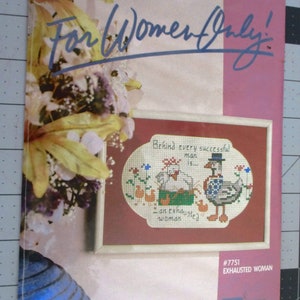 For Women Only!
Behind every successful
man is...
an exhausted
woman
#7751
EXHAUSTED WOMAN